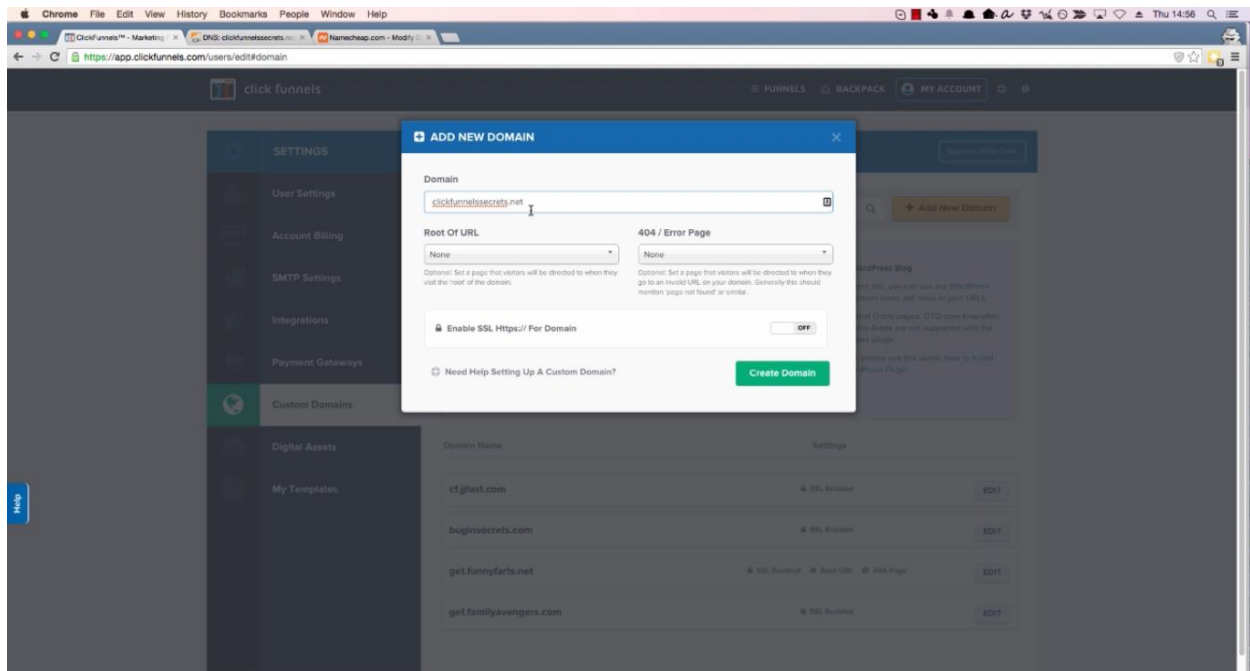 Chrome File Edit View History Bookmarks People Window Help
Thu 14:56
ClickFunnels™ - Marketing
DNS: clickfunnelssecrets.ne
Namecheap.com - Modify D
https://app.clickfunnels.com/users/edit#domain
click funnels
FUNNELS BACKPACK MY ACCOUNT
ADD NEW DOMAIN
SETTINGS
Domain
User Settings
clickfunnelssecrets.net
+ Add New Domain
Account Billing
Root Of URL 404 / Error Page
None None
Optional: Set a page that visitors will be directed to when they
visit the 'root' of the domain.
Optional: Set a page that visitors will be directed to when they
go to an invalid URL on your domain. Generally this should
mention 'page not found' or similar.
WordPress Blog
SMTP Settings
Integrations
Enable SSL Https:// For Domain OFF
Payment Gateways
Need Help Setting Up A Custom Domain? Create Domain
Custom Domains
Digital Assets
Domain Name Settings
My Templates
cf.jjfast.com SSL Enabled EDIT
Help
buginsecrets.com SSL Enabled EDIT
get.funnyfarts.net SSL Enabled Root URL 404 Page EDIT
get.familyavengers.com SSL Enabled EDIT